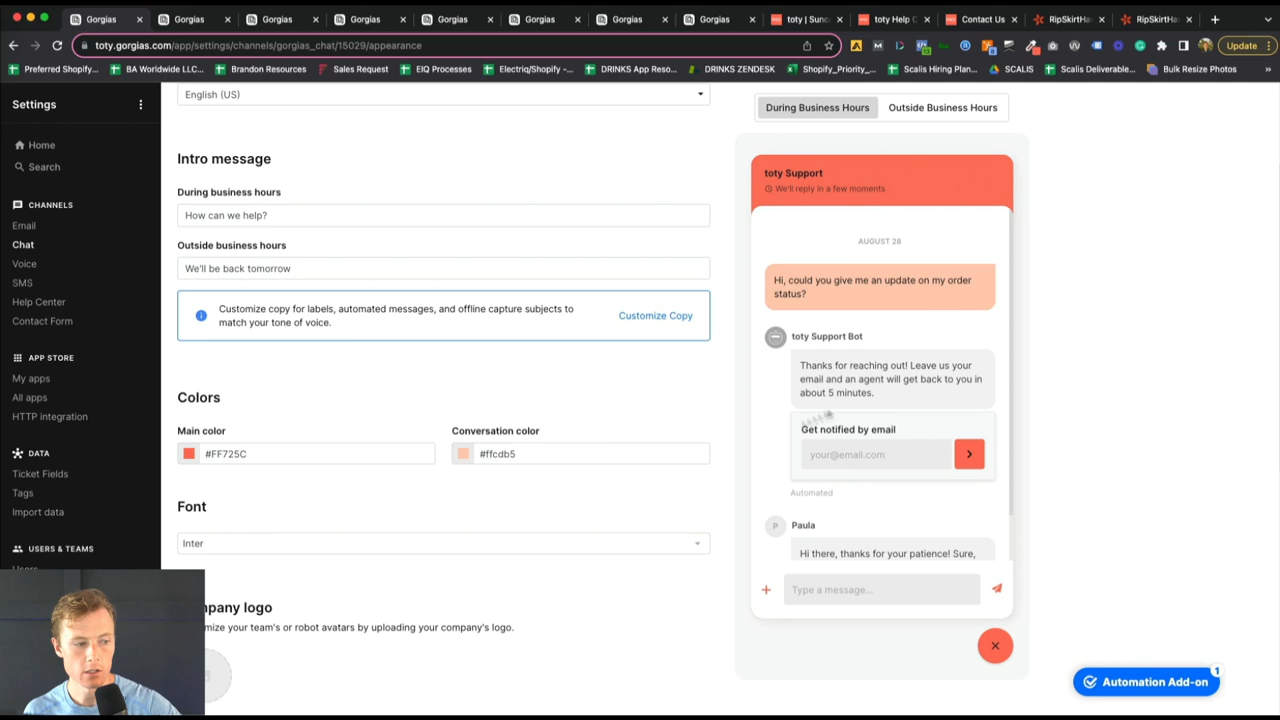 Gorgias
Gorgias
Gorgias
Gorgias
Gorgias
Gorgias
Gorgias
Gorgias
toty | Sunc
toty Help C
Contact Us
RipSkirtHa
RipSkirtHa
toty.gorgias.com/app/settings/channels/gorgias_chat/15029/appearance
Update
Preferred Shopify...
BA Worldwide LLC...
Brandon Resources
Sales Request
EIQ Processes
Electriq/Shopify -...
DRINKS App Reso...
DRINKS ZENDESK
Shopify_Priority_...
Scalis Hiring Plan...
SCALIS
Scalis Deliverable...
Bulk Resize Photos
»
Settings
Home
Search
CHANNELS
Email
Chat
Voice
SMS
Help Center
Contact Form
APP STORE
My apps
All apps
HTTP integration
DATA
Ticket Fields
Tags
Import data
USERS & TEAMS
English (US)
Intro message
During business hours
How can we help?
Outside business hours
We'll be back tomorrow
Customize copy for labels, automated messages, and offline capture subjects to
match your tone of voice.
Customize Copy
Colors
Main color
Conversation color
#FF725C
#ffcdb5
Font
Inter
pany logo
mize your team's or robot avatars by uploading your company's logo.
During Business Hours
Outside Business Hours
toty Support
We'll reply in a few moments
AUGUST 28
Hi, could you give me an update on my order
status?
toty Support Bot
Thanks for reaching out! Leave us your
email and an agent will get back to you in
about 5 minutes.
Get notified by email
your@email.com
Automated
P
Paula
Hi there, thanks for your patience! Sure,
Type a message...
Automation Add-on
1